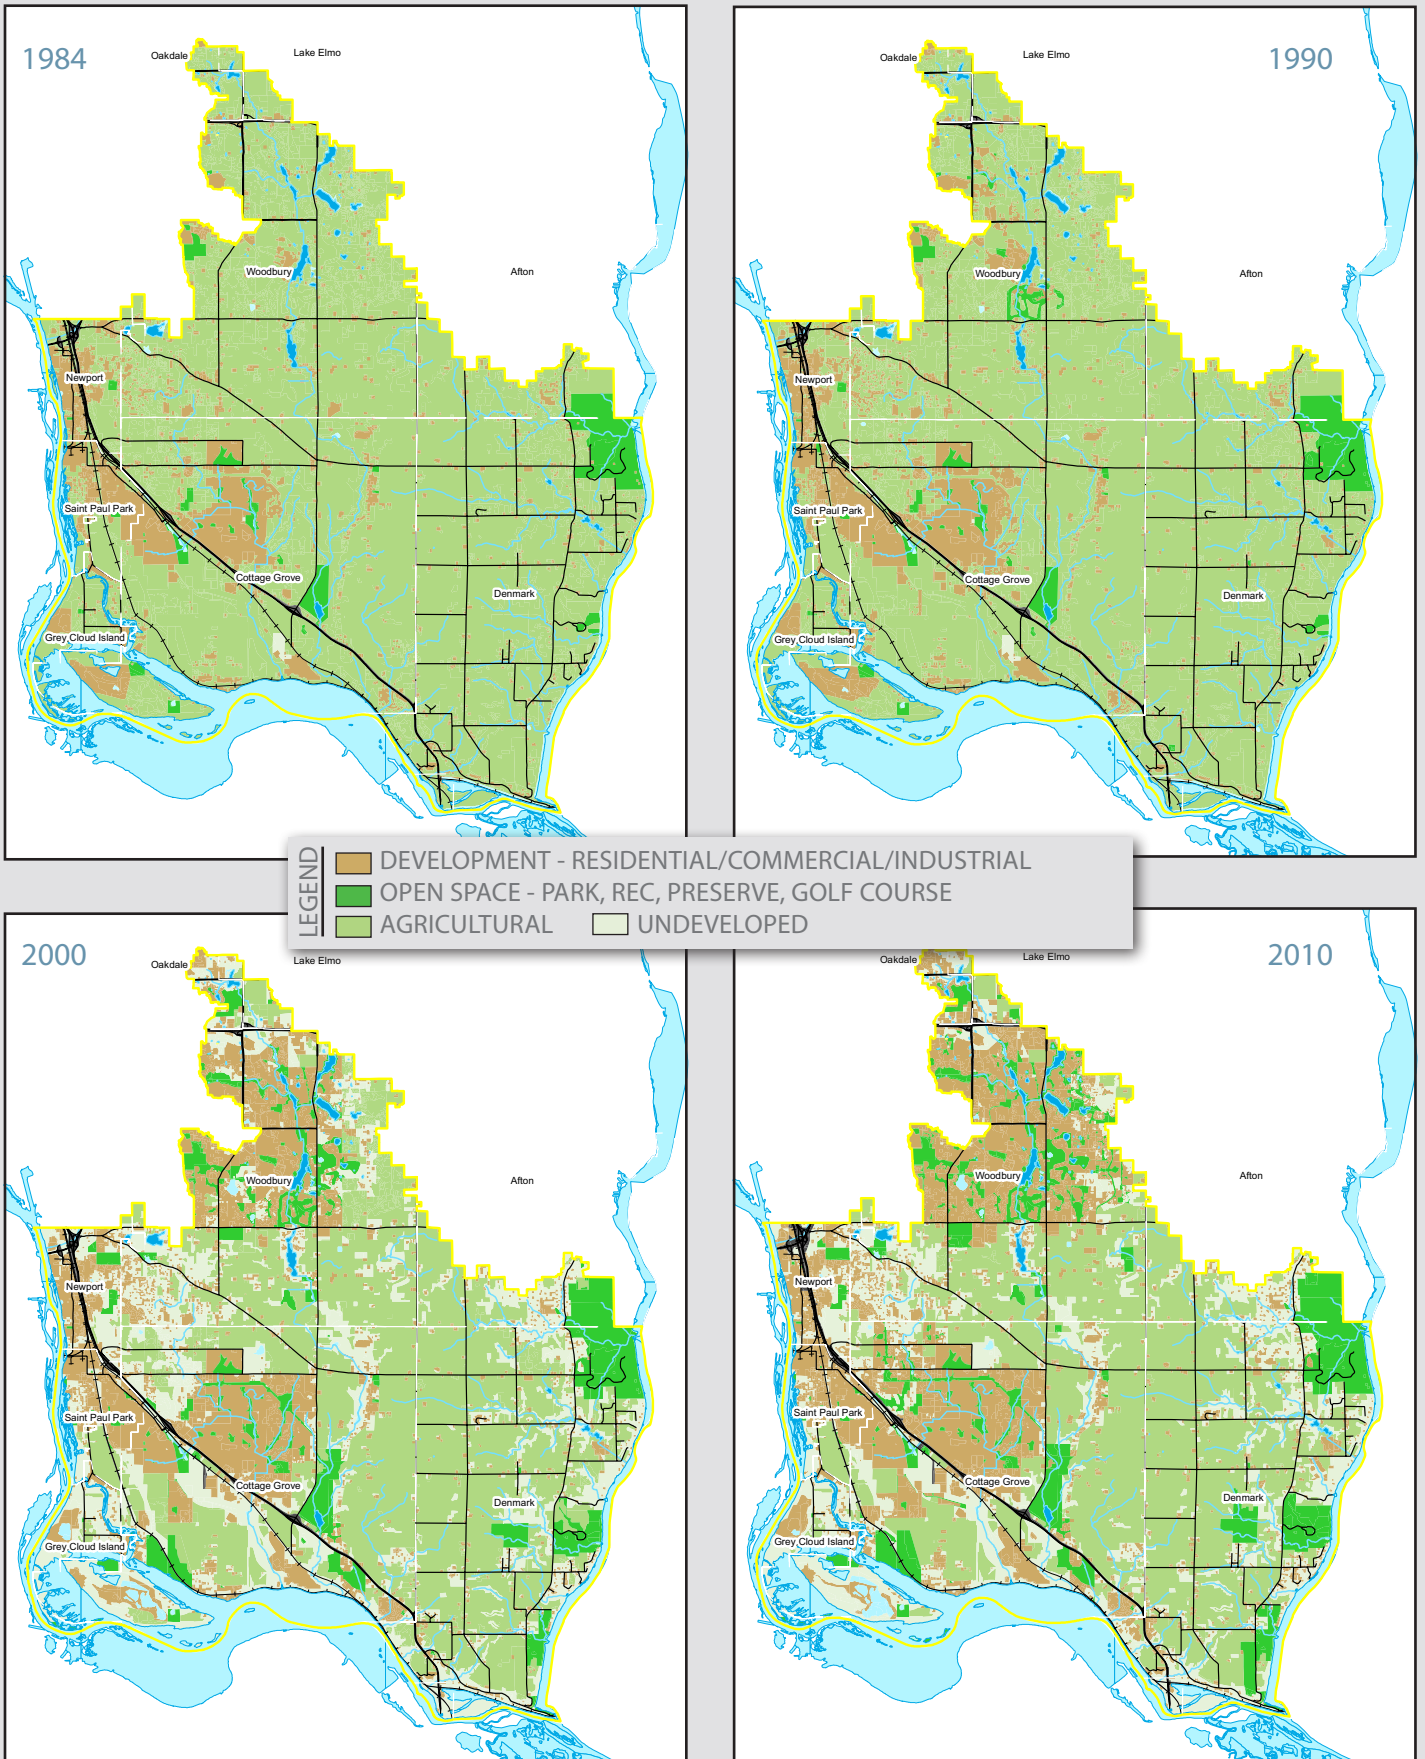 1984
Oakdale
Lake Elmo
Woodbury
Afton
Newport
Saint Paul Park
Cottage Grove
Denmark
Grey Cloud Island
1990
Oakdale
Lake Elmo
Woodbury
Afton
Newport
Saint Paul Park
Cottage Grove
Denmark
Grey Cloud Island
LEGEND
DEVELOPMENT - RESIDENTIAL/COMMERCIAL/INDUSTRIAL
OPEN SPACE - PARK, REC, PRESERVE, GOLF COURSE
AGRICULTURAL UNDEVELOPED
2000
Oakdale
Lake Elmo
Woodbury
Afton
Newport
Saint Paul Park
Cottage Grove
Denmark
Grey Cloud Island
2010
Oakdale
Lake Elmo
Woodbury
Afton
Newport
Saint Paul Park
Cottage Grove
Denmark
Grey Cloud Island